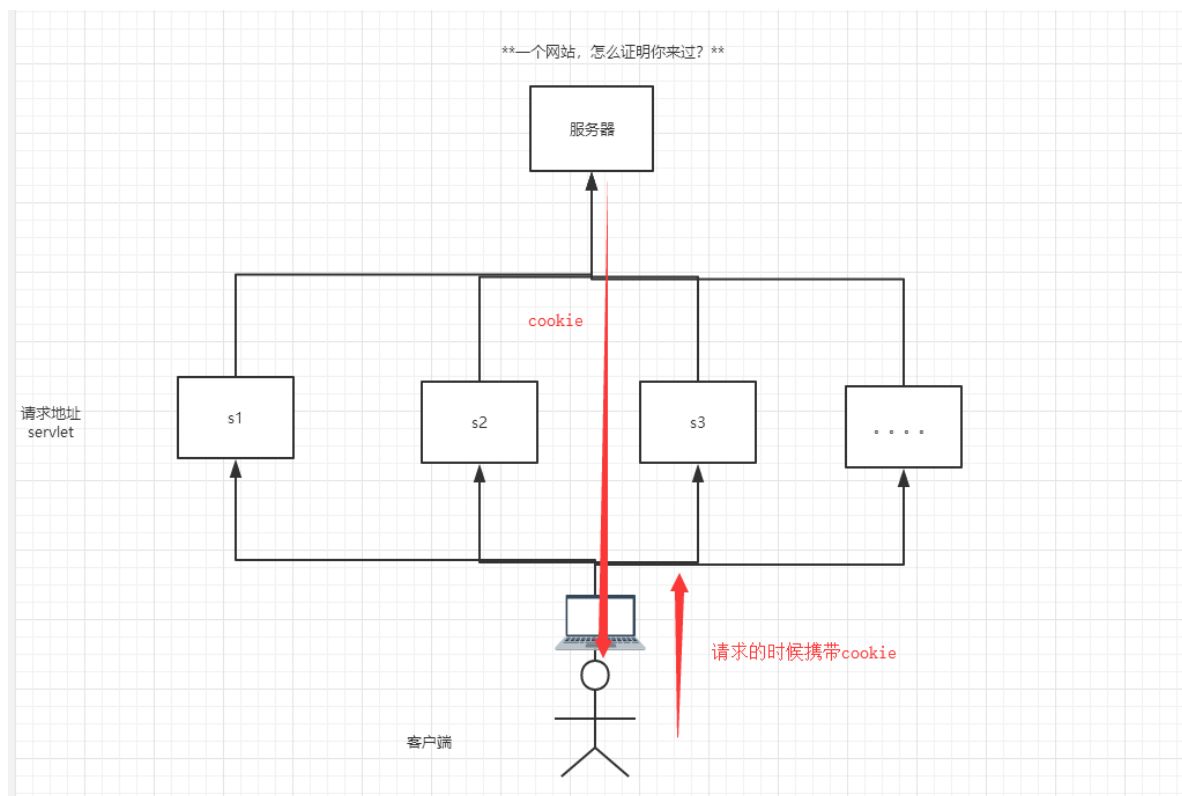 **一个网站，怎么证明你来过？**
服务器
cookie
请求地址
servlet
s1
s2
s3
。。。。
请求的时候携带cookie
客户端